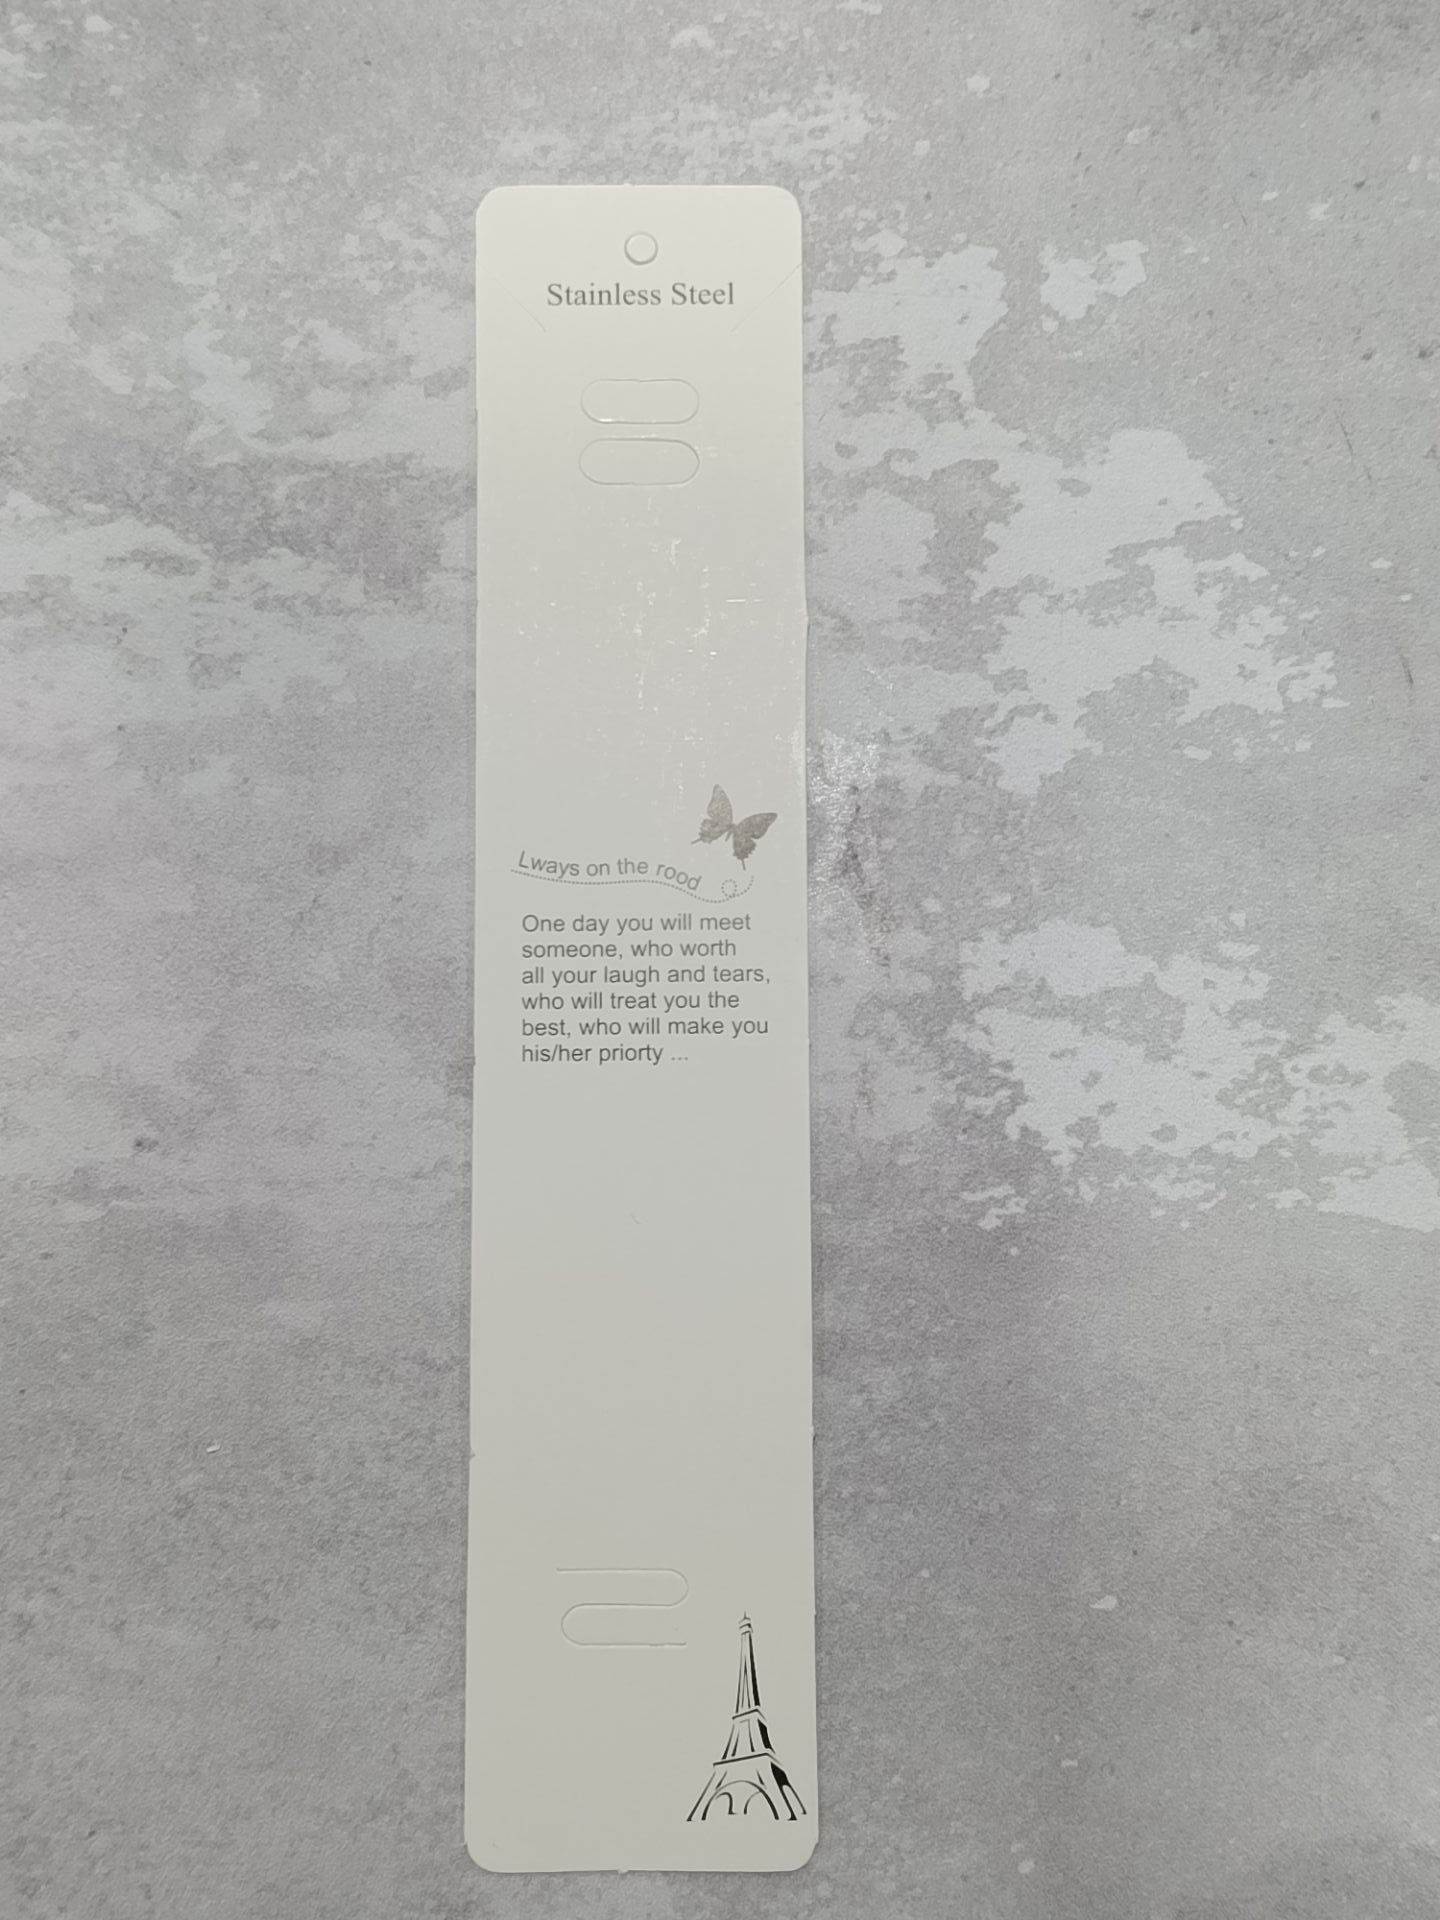 Stainless Steel
Lways on the rood
One day you will meet
someone, who worth
all your laugh and tears,
who will treat you the
best, who will make you
his/her priorty ...